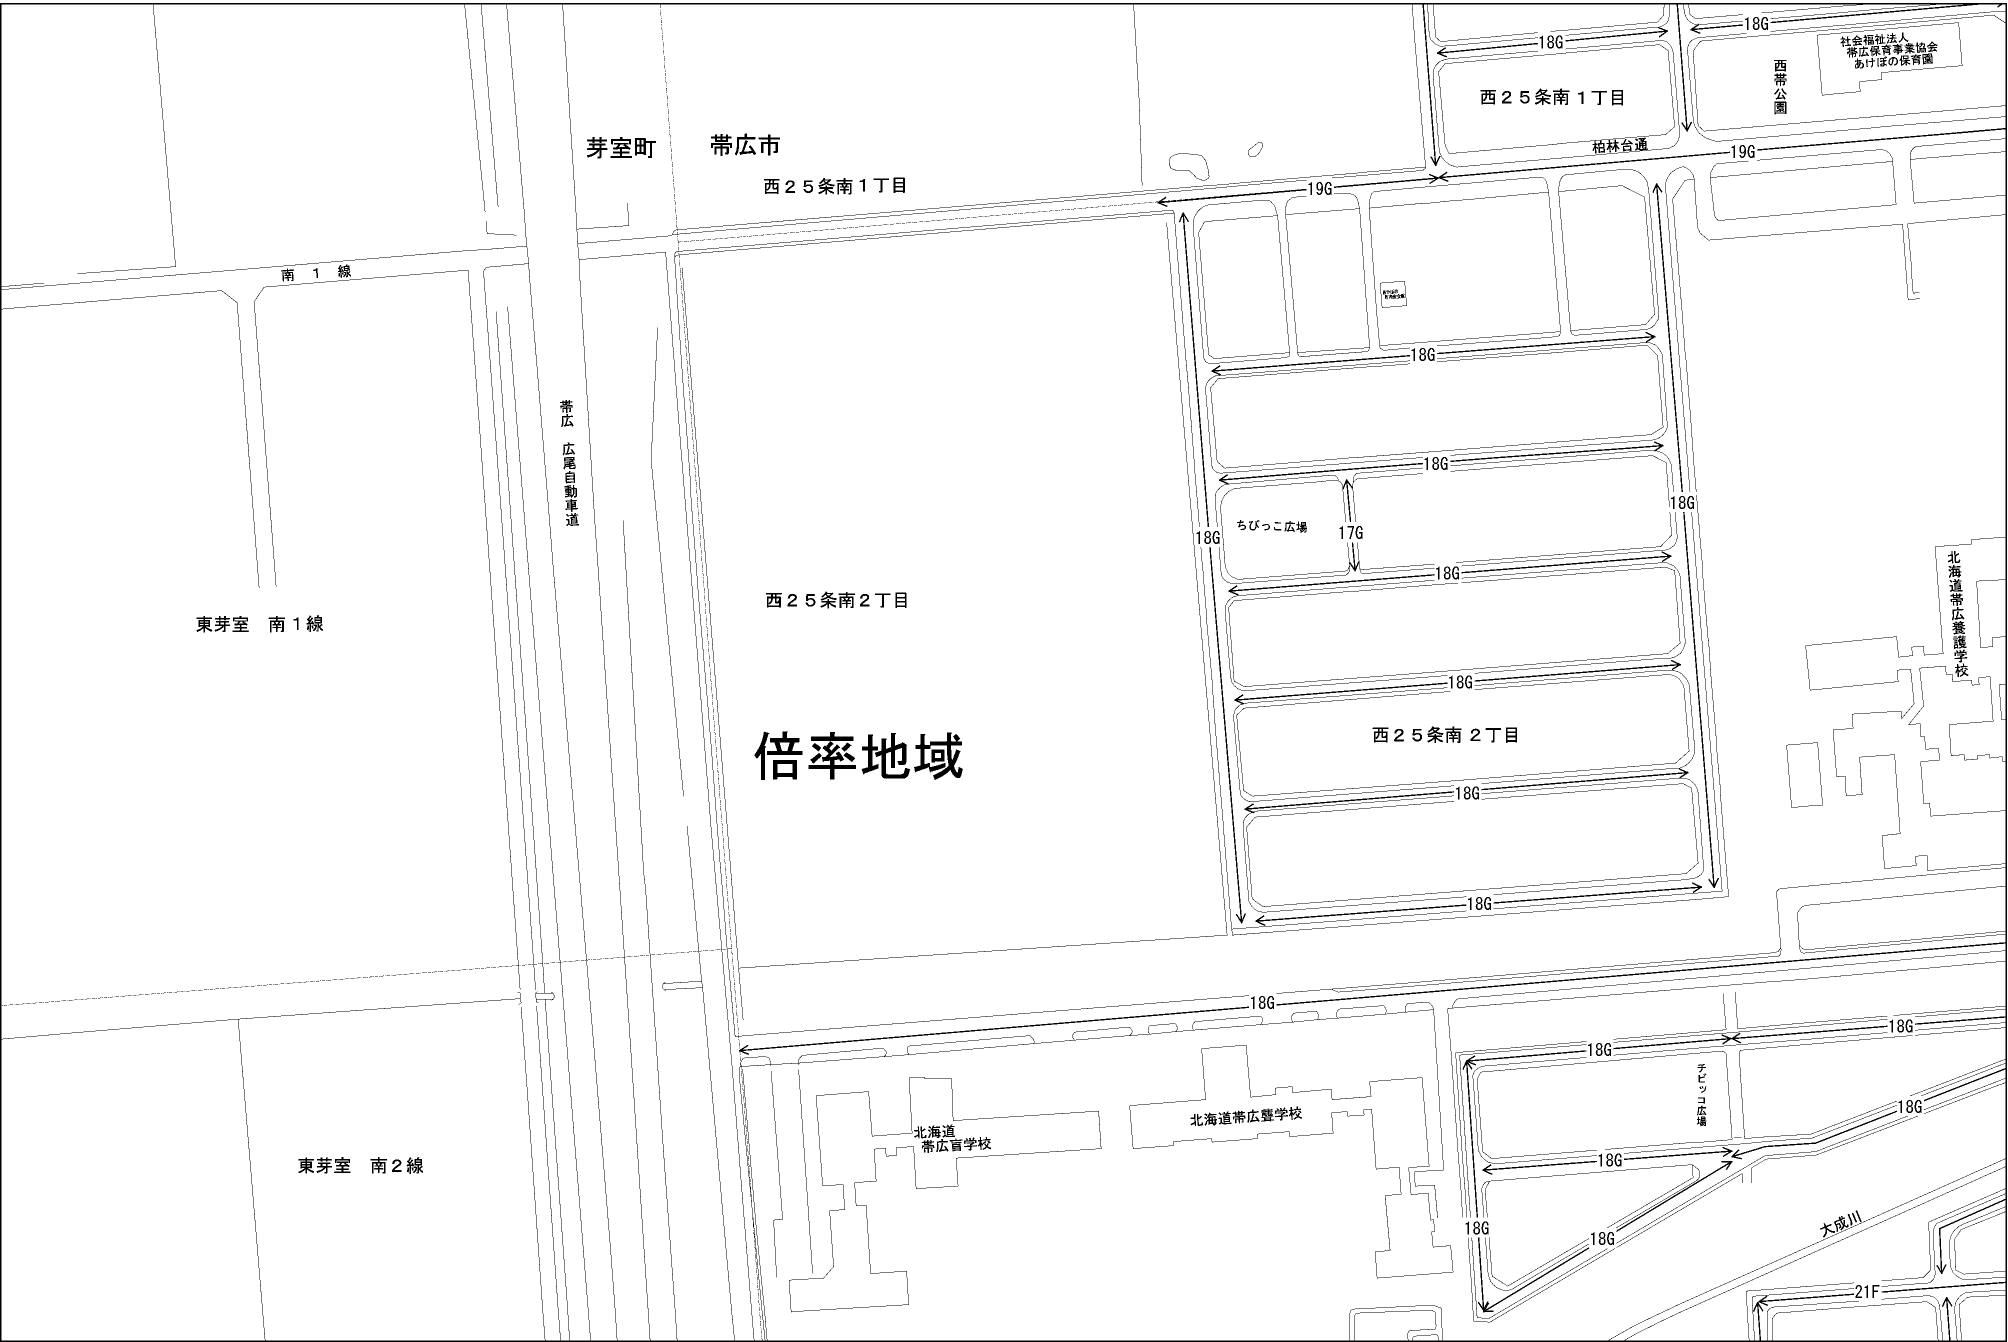 18G
18G
社会福祉法人
帯広保育事業協会
あけぼの保育園
西帯公園
西２５条南１丁目
芽室町
帯広市
柏林台通
19G
西２５条南１丁目
19G
南　１　線
18G
帯広　広尾自動車道
18G
18G
ちびっこ広場
17G
18G
18G
北海道帯広養護学校
西２５条南２丁目
東芽室　南１線
18G
倍率地域
18G
西２５条南２丁目
18G
18G
18G
18G
18G
チビッコ広場
18G
北海道
帯広盲学校
北海道帯広聾学校
東芽室　南２線
18G
18G
18G
大成川
21F